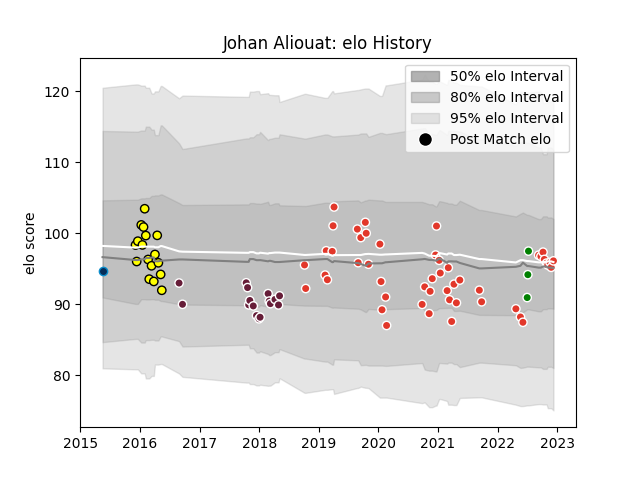 Johan Aliouat: elo History
50% elo Interval
80% elo Interval
95% elo Interval
Post Match elo
elo score
120
110
100
90
80
2015 2016 2017 2018 2019 2020 2021 2022 2023